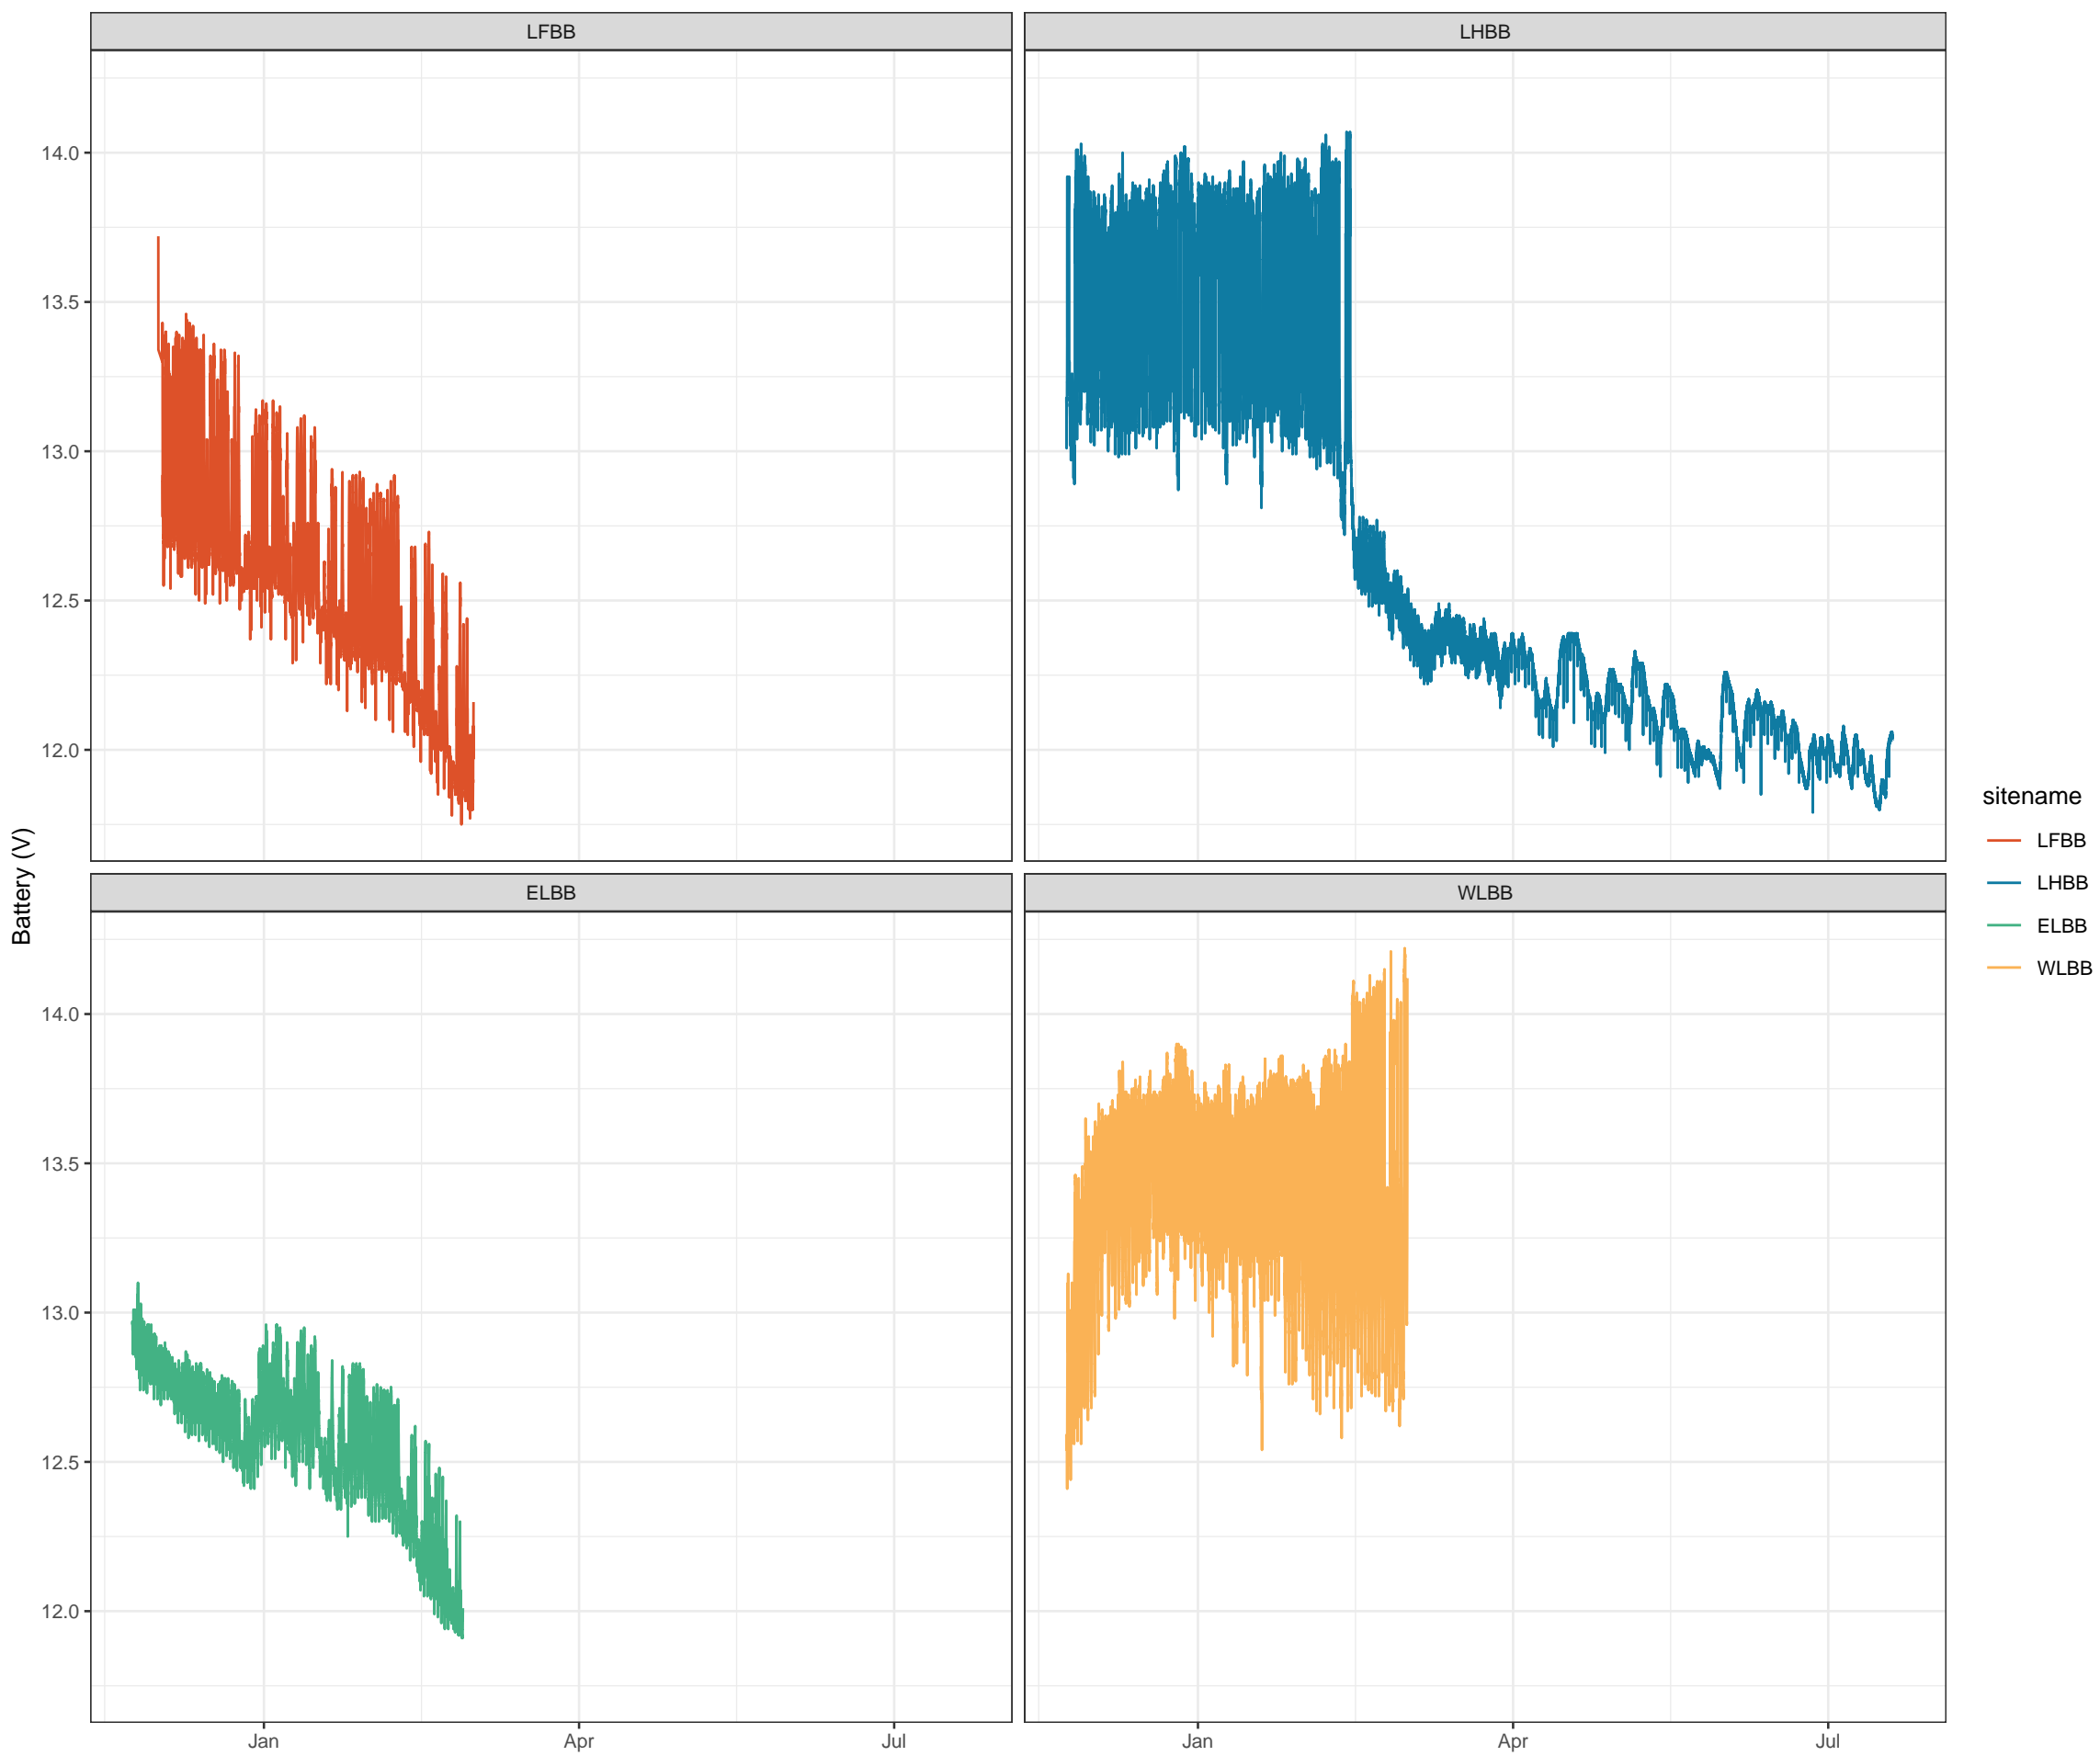 LFBB
LHBB
14.0
13.5
13.0
12.5
12.0
Battery (V)
ELBB
WLBB
14.0
13.5
13.0
12.5
12.0
Jan
Apr
Jul
Jan
Apr
Jul
sitename
LFBB
LHBB
ELBB
WLBB